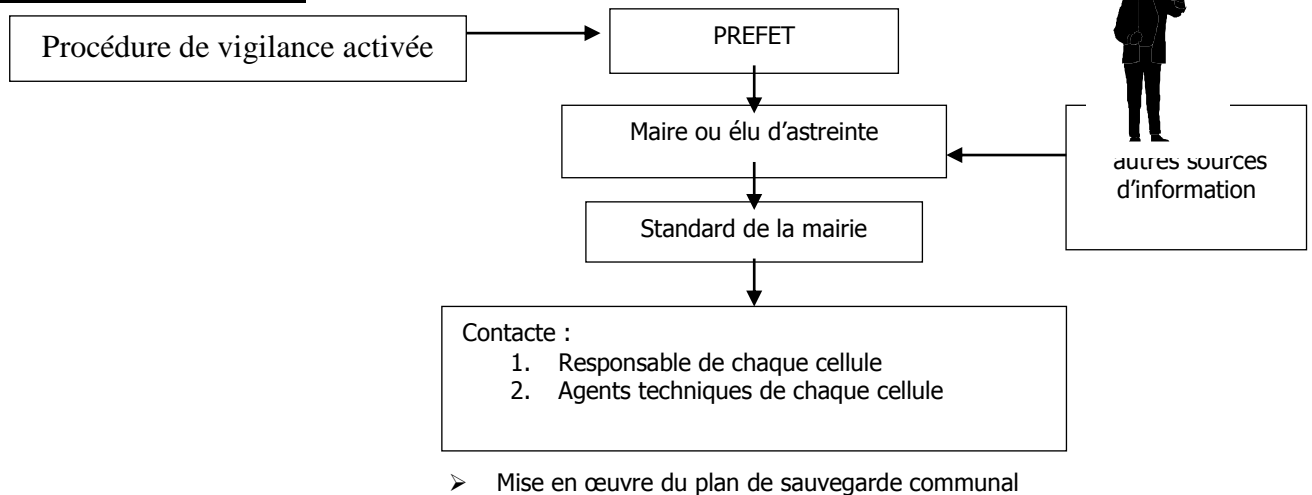 Procédure de vigilance activée
PREFET
Maire ou élu d'astreinte
autres sources
d'information
Standard de la mairie
Contacte :
1. Responsable de chaque cellule
2. Agents techniques de chaque cellule
➢ Mise en œuvre du plan de sauvegarde communal